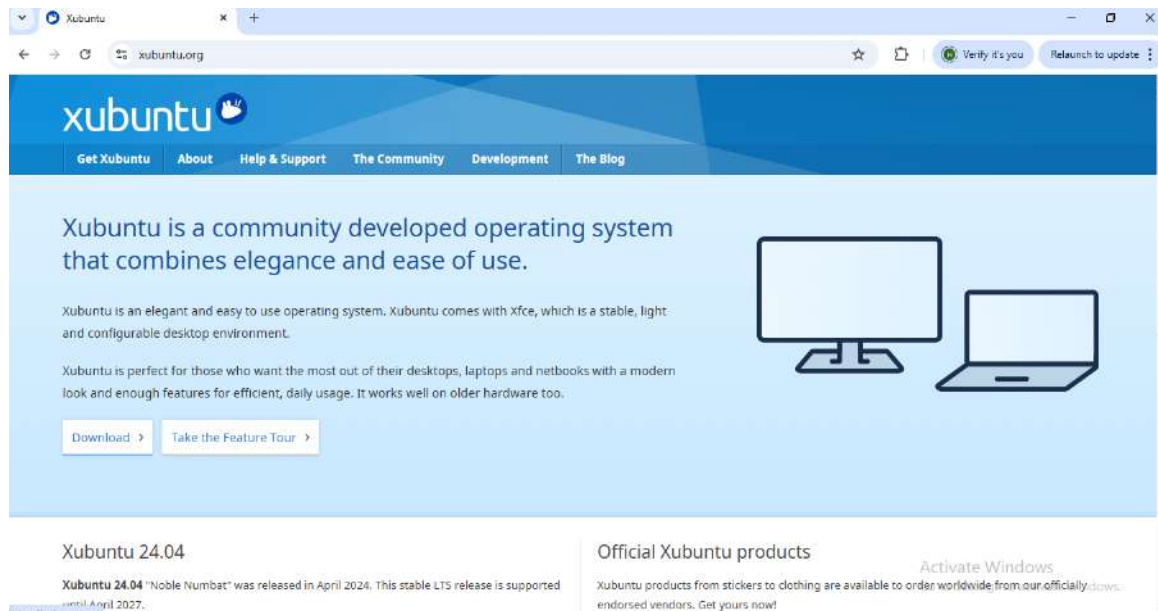 Xubuntu
xubuntu.org
Verify it's you
Relaunch to update
xubuntu
Get Xubuntu About Help & Support The Community Development The Blog
Xubuntu is a community developed operating system
that combines elegance and ease of use.
Xubuntu is an elegant and easy to use operating system. Xubuntu comes with Xfce, which is a stable, light
and configurable desktop environment.
Xubuntu is perfect for those who want the most out of their desktops, laptops and netbooks with a modern
look and enough features for efficient, daily usage. It works well on older hardware too.
Download Take the Feature Tour
Xubuntu 24.04
Xubuntu 24.04 "Noble Numbat" was released in April 2024. This stable LTS release is supported
until April 2027.
Official Xubuntu products
Xubuntu products from stickers to clothing are available to order worldwide from our officially
endorsed vendors. Get yours now!
Activate Windows